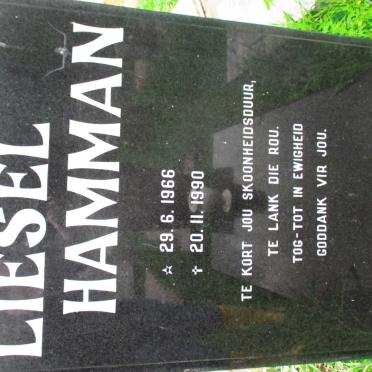 LIESEL
HAMMAN
☆ 29. 6. 1966
✝ 20. 11. 1990
TE KORT JOU SKOONHEIDSDUUR,
TE LANK DIE ROU.
TOG-TOT IN EWIGHEID
GODDANK VIR JOU.